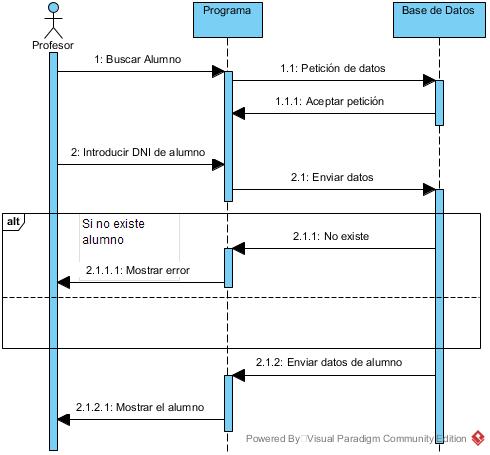 Programa
Base de Datos
Profesor
1: Buscar Alumno
1.1: Petición de datos
1.1.1: Aceptar petición
2: Introducir DNI de alumno
2.1: Enviar datos
alt
Si no existe
alumno
2.1.1: No existe
2.1.1.1: Mostrar error
2.1.2: Enviar datos de alumno
2.1.2.1: Mostrar el alumno
Powered By Visual Paradigm Community Edition